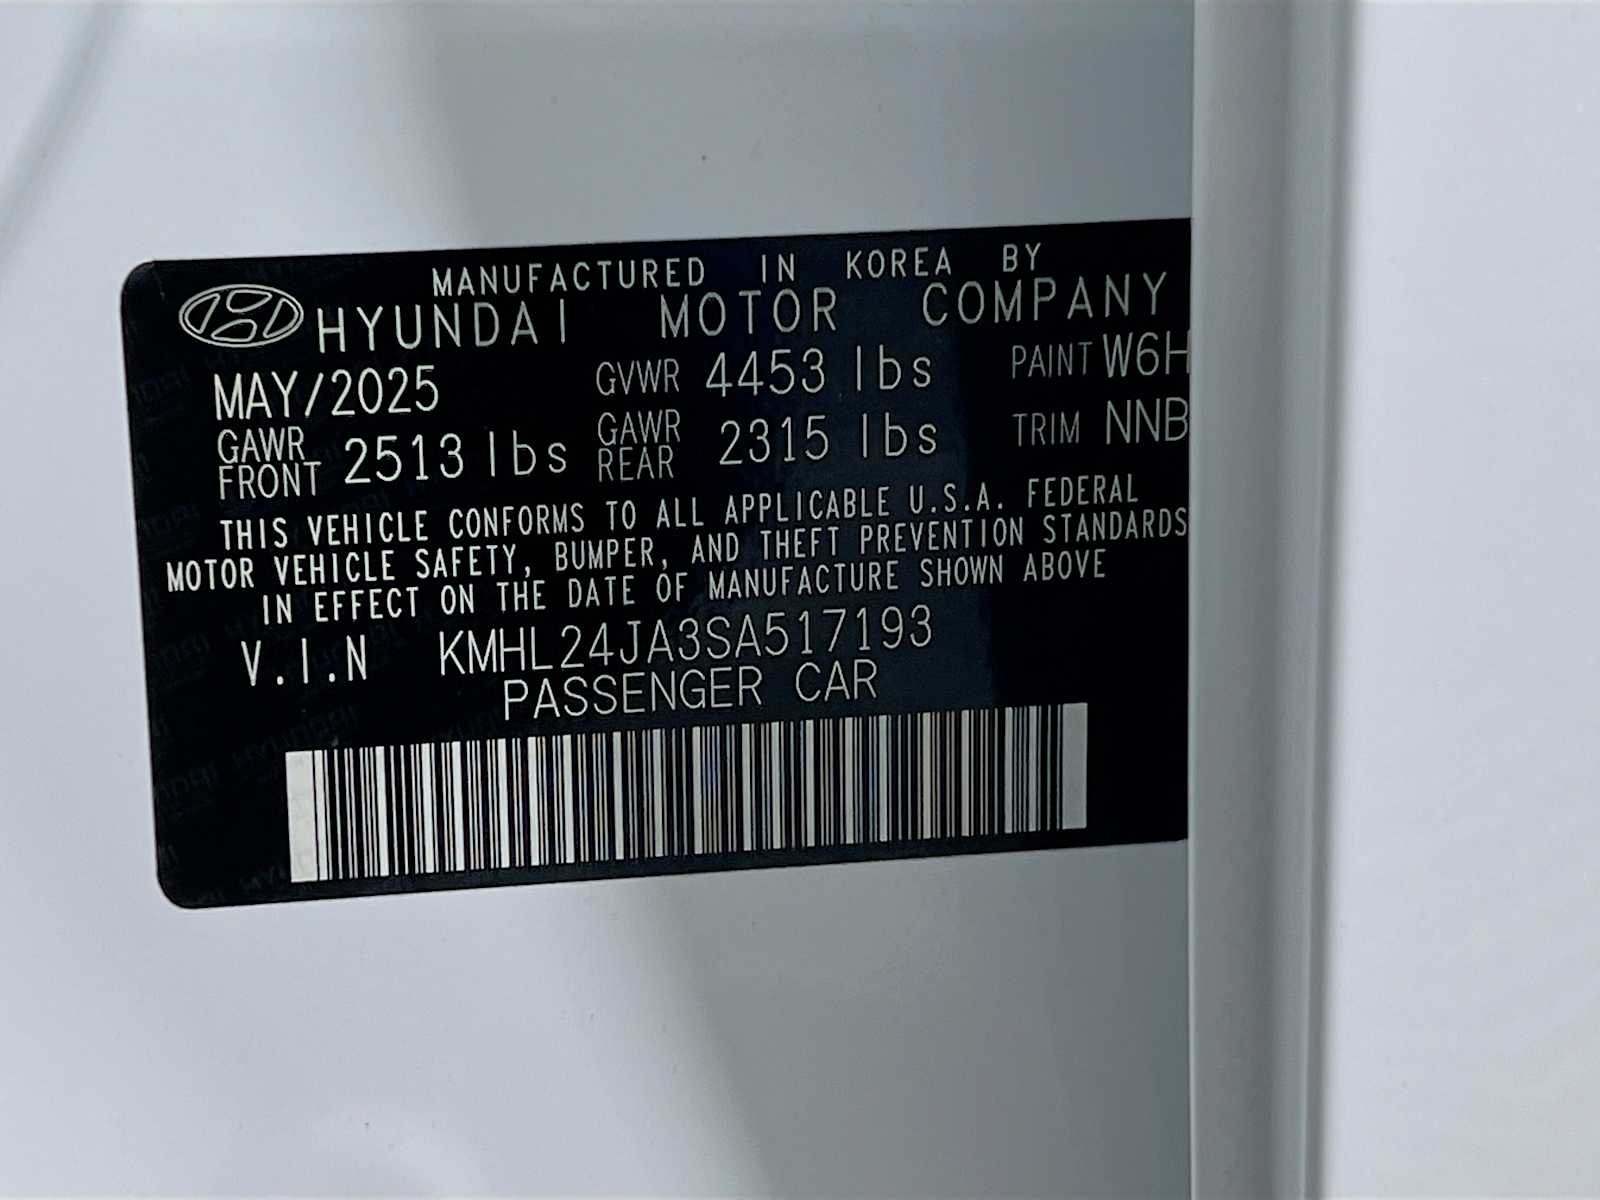 MANUFACTURED IN KOREA BY
HYUNDAI MOTOR COMPANY
MAY/2025 GVWR 4453 lbs PAINT W6H
GAWR FRONT 2513 lbs GAWR REAR 2315 lbs TRIM NNB
THIS VEHICLE CONFORMS TO ALL APPLICABLE U.S.A. FEDERAL
MOTOR VEHICLE SAFETY, BUMPER, AND THEFT PREVENTION STANDARDS
IN EFFECT ON THE DATE OF MANUFACTURE SHOWN ABOVE
V.I.N KMHL24JA3SA517193
PASSENGER CAR